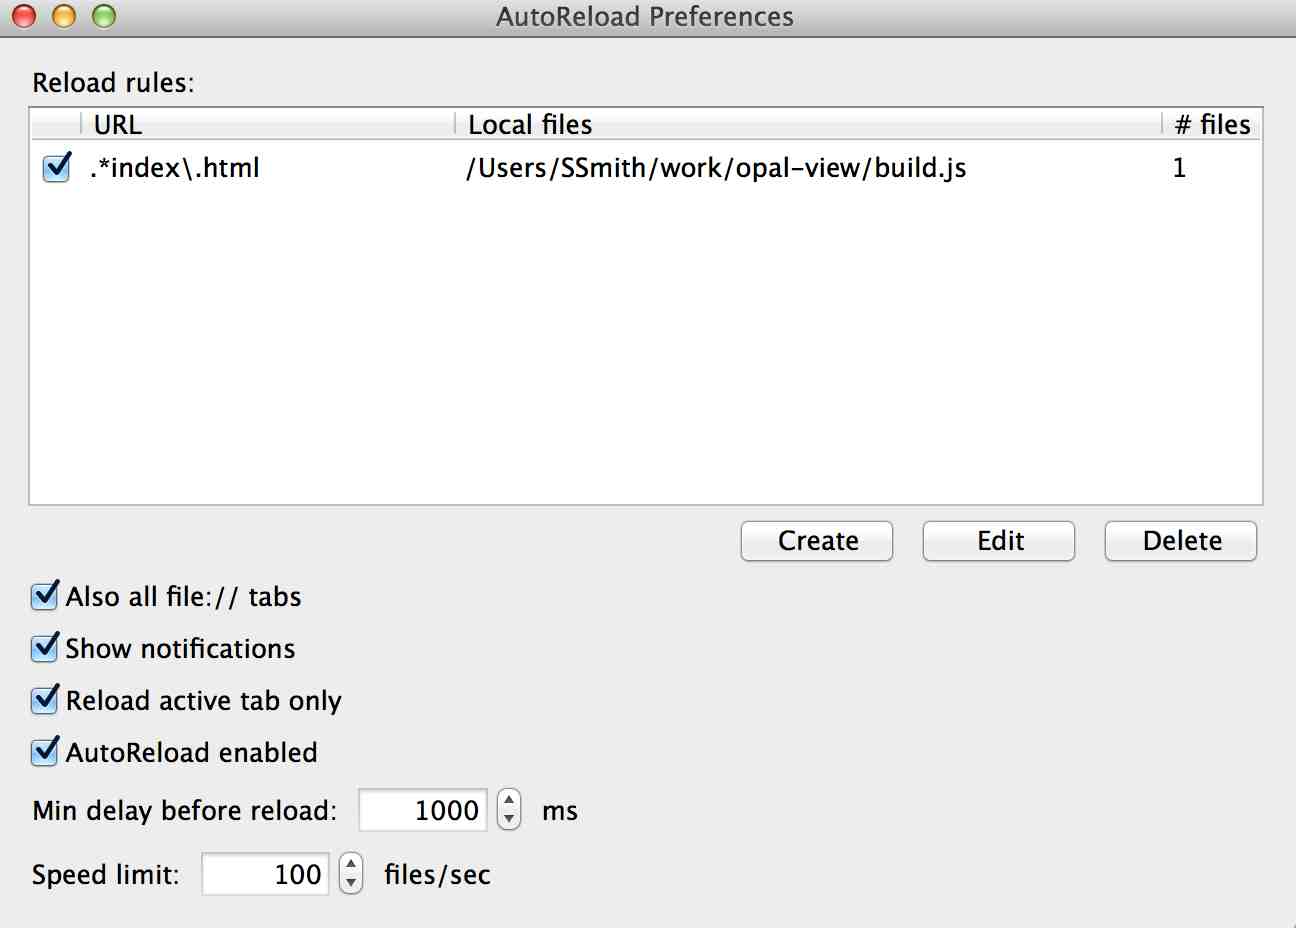 AutoReload Preferences
Reload rules:
URL Local files # files
.*index\.html /Users/SSmith/work/opal-view/build.js 1
Create Edit Delete
Also all file:// tabs
Show notifications
Reload active tab only
AutoReload enabled
Min delay before reload: 1000 ms
Speed limit: 100 files/sec